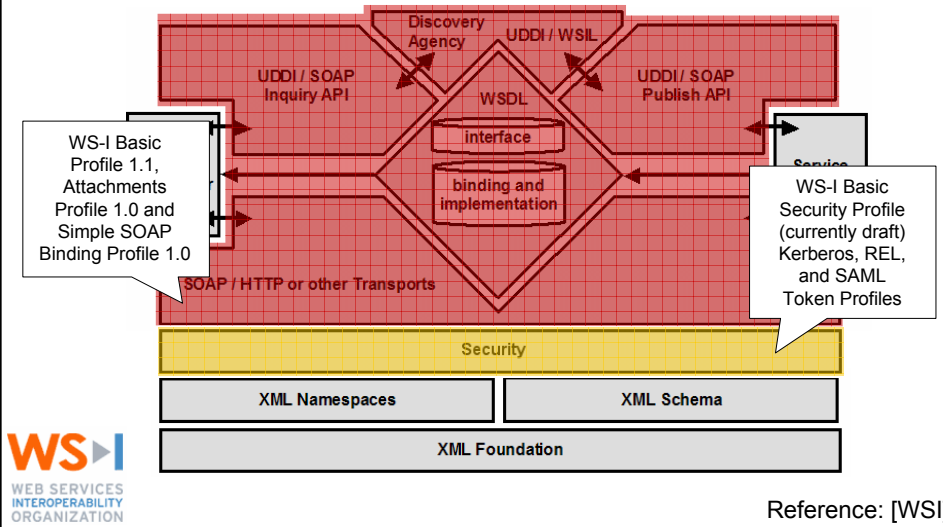 Discovery
Agency
UDDI / WSIL
UDDI / SOAP
Inquiry API
UDDI / SOAP
Publish API
WSDL
interface
binding and
implementation
WS-I Basic
Profile 1.1,
Attachments
Profile 1.0 and
Simple SOAP
Binding Profile 1.0
Service
WS-I Basic
Security Profile
(currently draft)
Kerberos, REL,
and SAML
Token Profiles
SOAP / HTTP or other Transports
Security
XML Namespaces
XML Schema
XML Foundation
WS-I
WEB SERVICES
INTEROPERABILITY
ORGANIZATION
Reference: [WSI